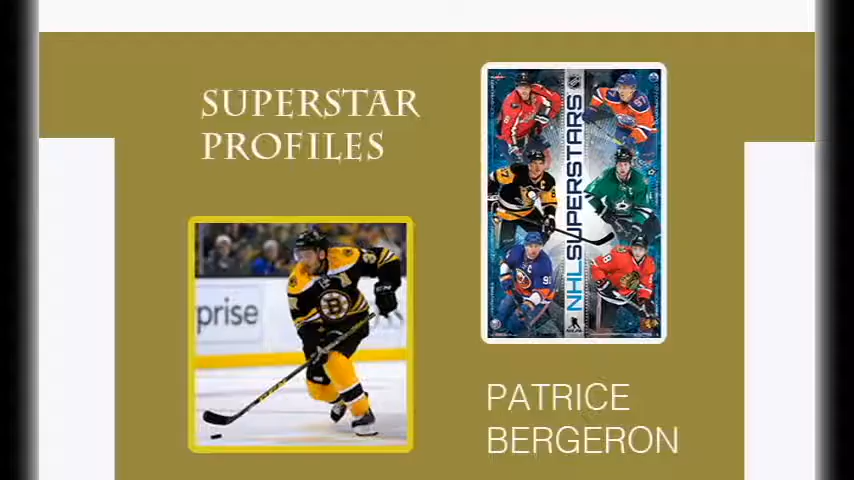 SUPERSTAR
PROFILES
NHL SUPERSTARS
prise
B
PATRICE
BERGERON